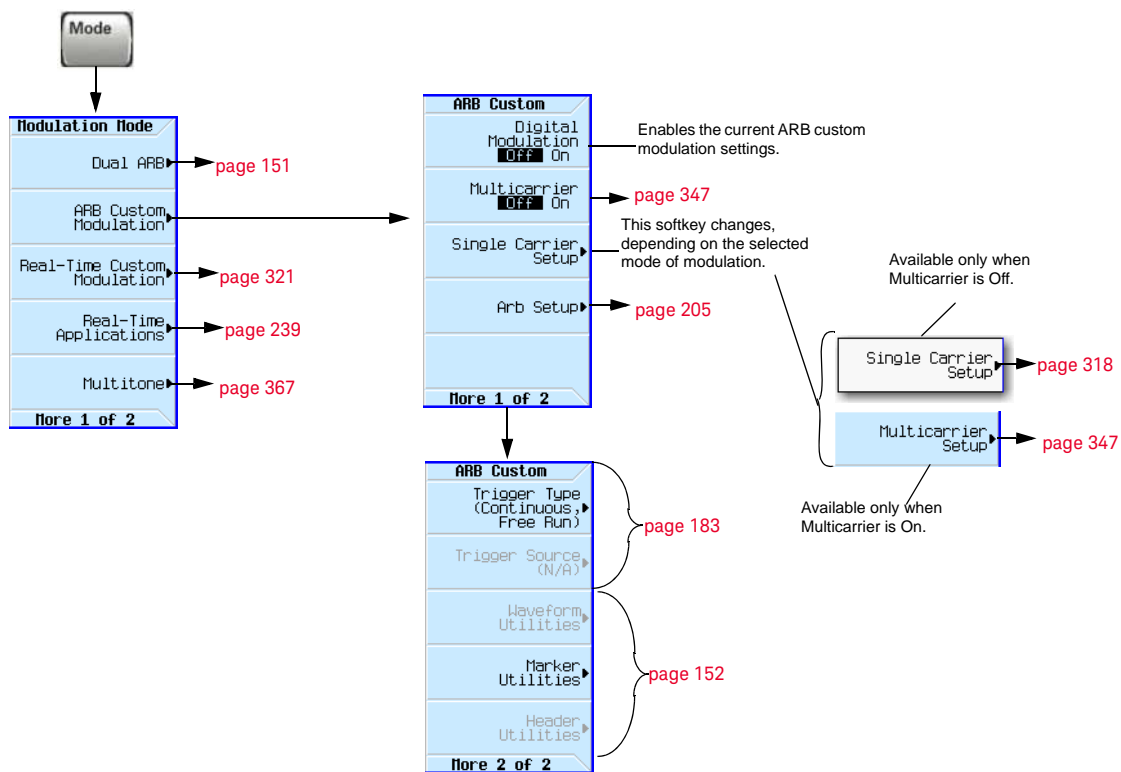 Mode
Modulation Mode
Dual ARB
page 151
ARB Custom
Modulation
Real-Time Custom
Modulation
page 321
Real-Time
Applications
page 239
Multitone
page 367
More 1 of 2
ARB Custom
Digital
Modulation
Off On
Enables the current ARB custom
modulation settings.
Multicarrier
Off On
page 347
Single Carrier
Setup
This softkey changes,
depending on the selected
mode of modulation.
Arb Setup
page 205
More 1 of 2
Available only when
Multicarrier is Off.
Single Carrier
Setup
page 318
Multicarrier
Setup
page 347
Available only when
Multicarrier is On.
ARB Custom
Trigger Type
(Continuous,
Free Run)
Trigger Source
(N/A)
page 183
Waveform
Utilities
Marker
Utilities
Header
Utilities
page 152
More 2 of 2